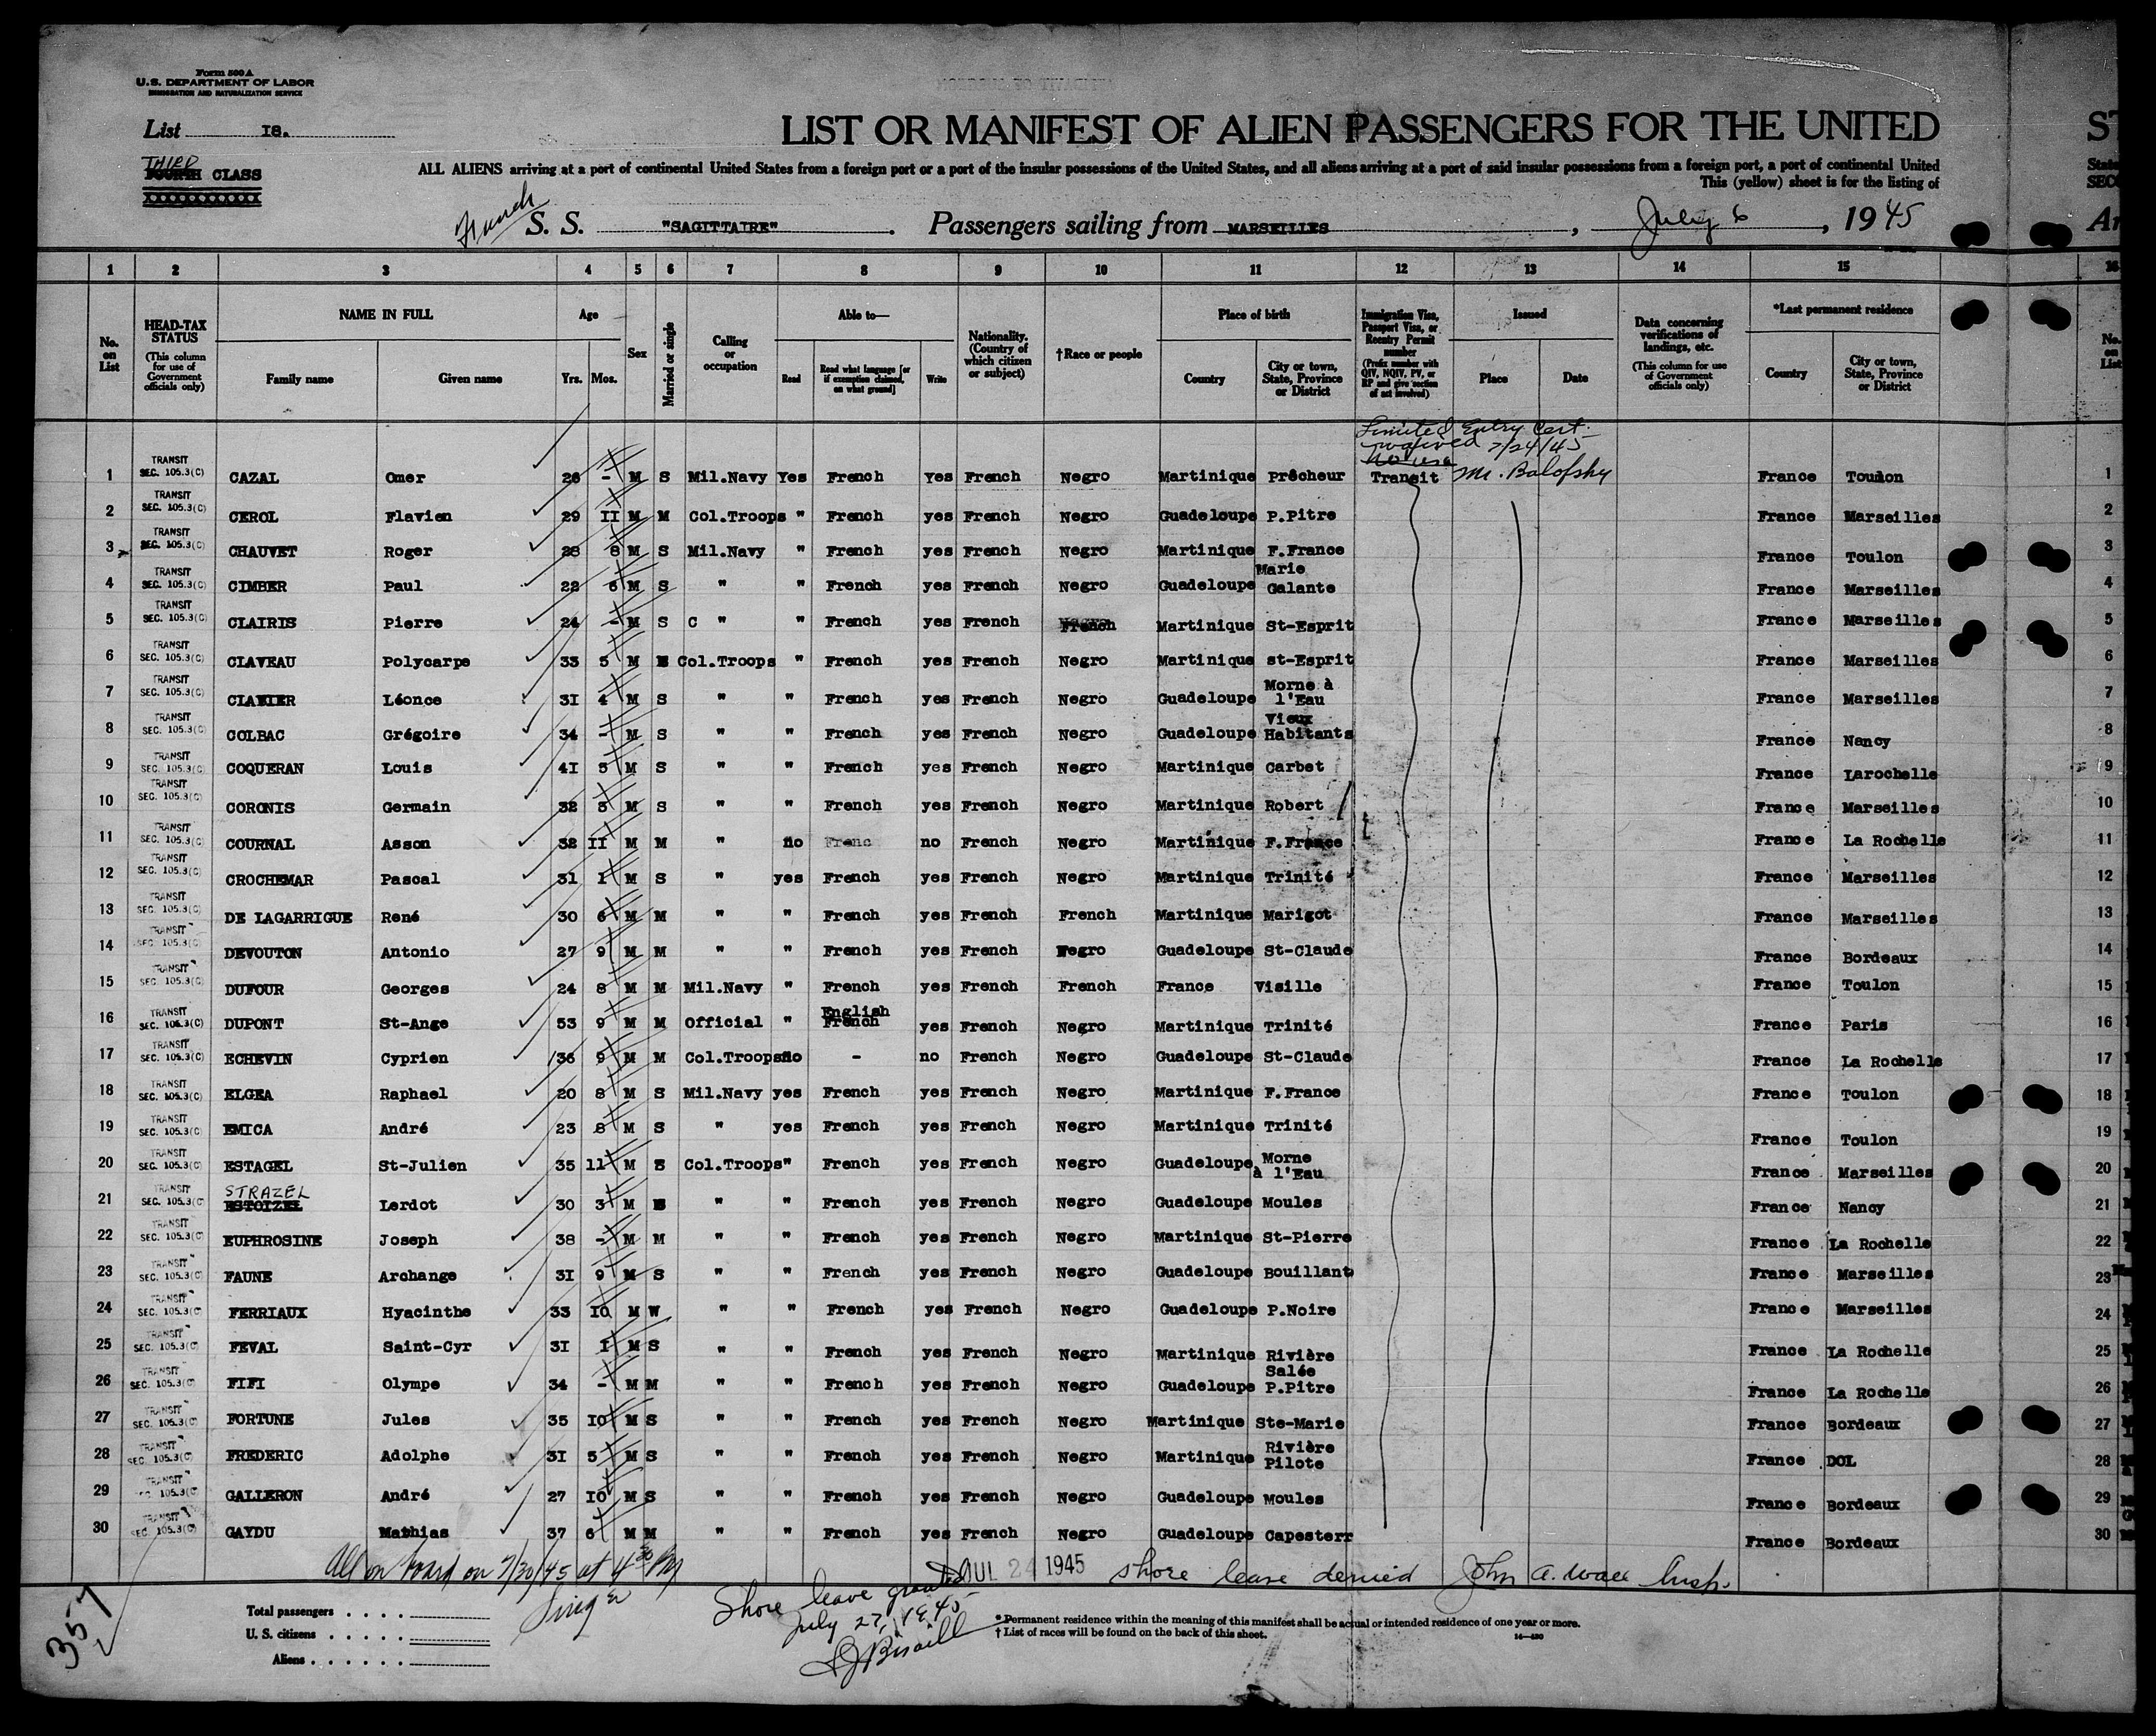 Form 500 A
U.S. DEPARTMENT OF LABOR
IMMIGRATION AND NATURALIZATION SERVICE
List 18.
THIRD
FOURTH CLASS
LIST OR MANIFEST OF ALIEN PASSENGERS FOR THE UNITED
ALL ALIENS arriving at a port of continental United States from a foreign port or a port of the insular possessions of the United States, and all aliens arriving at a port of said insular possessions from a foreign port, a port of continental United
This (yellow) sheet is for the listing of
French S. S. "SAGITTAIRE". Passengers sailing from MARSEILLES, July 6, 1945
1 2 3 4 5 6 7 8 9 10 11 12 13 14 15
No. on List
HEAD-TAX STATUS (This column for use of Government officials only)
NAME IN FULL Family name Given name
Age Yrs. Mos.
Sex
Married or single
Calling or occupation
Able to— Read Read what language [or if exemption claimed, on what ground] Write
Nationality. (Country of which citizen or subject)
†Race or people
Place of birth Country City or town, State, Province or District
Immigration Visa, Passport Visa, or Reentry Permit number (Prefix number with QIV, NQIV, PV, or RP and give section of act involved)
Issued Place Date
Data concerning verifications of landings, etc. (This column for use of Government officials only)
*Last permanent residence Country City or town, State, Province or District
No. on List
Limited Entry Cert.
waived 7/24/45
No visa
1 TRANSIT SEC. 105.3(C) CAZAL Omer 26 - M S Mil.Navy Yes French Yes French Negro Martinique Prêcheur Transit M. Balofsky France Toulon 1
2 TRANSIT SEC. 105.3(C) CEROL Flavien 29 II M M Col.Troops " French yes French Negro Guadeloupe P.Pitre France Marseilles 2
3 TRANSIT SEC. 105.3(C) CHAUVET Roger 28 8 M S Mil.Navy " French yes French Negro Martinique F.France France Toulon 3
4 TRANSIT SEC. 105.3(C) CIMBER Paul 22 6 M S " " French yes French Negro Guadeloupe Marie Galante France Marseilles 4
5 TRANSIT SEC. 105.3(C) CLAIRIS Pierre 24 - M S C " " French yes French French Martinique St-Esprit France Marseilles 5
6 TRANSIT SEC. 105.3(C) CLAVEAU Polycarpe 33 5 M Col.Troops " French yes French Negro Martinique st-Esprit France Marseilles 6
7 TRANSIT SEC. 105.3(C) CLAVIER Léonce 3I 4 M S " " French yes French Negro Guadeloupe Morne à l'Eau France Marseilles 7
8 TRANSIT SEC. 105.3(C) COLBAC Grégoire 34 - M S " " French yes French Negro Guadeloupe Vieux Habitants France Nancy 8
9 TRANSIT SEC. 105.3(C) COQUERAN Louis 4I 5 M S " " French yes French Negro Martinique Carbet France Larochelle 9
10 TRANSIT SEC. 105.3(C) CORONIS Germain 32 M S " " French yes French Negro Martinique Robert France Marseilles 10
11 TRANSIT SEC. 105.3(C) COURNAL Asson 32 II M M " no Frenc no French Negro Martinique F.France France La Rochelle 11
12 TRANSIT SEC. 105.3(C) CROCHEMAR Pascal 31 1 M S " yes French yes French Negro Martinique Trinité France Marseilles 12
13 TRANSIT SEC. 105.3(C) DE LAGARRIGUE René 30 6 M M " " French yes French French Martinique Marigot France Marseilles 13
14 TRANSIT SEC. 105.3(C) DEVOUTON Antonio 27 9 M M " " French yes French Negro Guadeloupe St-Claude France Bordeaux 14
15 TRANSIT SEC. 105.3(C) DUFOUR Georges 24 8 M M Mil.Navy " French yes French French France Visille France Toulon 15
16 TRANSIT SEC. 105.3(C) DUPONT St-Ange 53 9 M M Official " English French yes French Negro Martinique Trinité France Paris 16
17 TRANSIT SEC. 105.3(C) ECHEVIN Cyprien 36 9 M M Col.Troops no - no French Negro Guadeloupe St-Claude France La Rochelle 17
18 TRANSIT SEC. 105.3(C) ELGEA Raphael 20 8 M S Mil.Navy yes French yes French Negro Martinique F.France France Toulon 18
19 TRANSIT SEC. 105.3(C) EMICA André 23 8 M S " yes French yes French Negro Martinique Trinité France Toulon 19
20 TRANSIT SEC. 105.3(C) ESTAGEL St-Julien 35 11 M S Col.Troops " French yes French Negro Guadeloupe Morne à l'Eau France Marseilles 20
21 TRANSIT SEC. 105.3(C) STRAZEL ESTOIZEL Lerdot 30 3 M " " French yes French Negro Guadeloupe Moules France Nancy 21
22 TRANSIT SEC. 105.3(C) EUPHROSINE Joseph 38 - M M " " French yes French Negro Martinique St-Pierre France La Rochelle 22
23 TRANSIT SEC. 105.3(C) FAUNE Archange 3I 9 M S " " French yes French Negro Guadeloupe Bouillant France Marseilles 23
24 TRANSIT SEC. 105.3(C) FERRIAUX Hyacinthe 33 10 M W " " French yes French Negro Guadeloupe P.Noire France Marseilles 24
25 TRANSIT SEC. 105.3(C) FEVAL Saint-Cyr 3I I M S " " French yes French Negro Martinique Rivière Salée France La Rochelle 25
26 TRANSIT SEC. 105.3(C) FIFI Olympe 34 - M M " " French yes French Negro Guadeloupe P.Pitre France La Rochelle 26
27 TRANSIT SEC. 105.3(C) FORTUNE Jules 35 10 M S " " French yes French Negro Martinique Ste-Marie France Bordeaux 27
28 TRANSIT SEC. 105.3(C) FREDERIC Adolphe 3I 5 M S " " French yes French Negro Martinique Rivière Pilote France DOL 28
29 TRANSIT SEC. 105.3(C) GALLERON André 27 10 M S " " French yes French Negro Guadeloupe Moules France Bordeaux 29
30 TRANSIT SEC. 105.3(C) GAYDU Mathias 37 6 M M " " French yes French Negro Guadeloupe Capesterr France Bordeaux 30
All on board on 7/30/45 at 4 30 PM
JUL 24 1945 shore leave denied John A. Wall Insp.
Shore leave granted
July 27, 1945
357
Total passengers
U. S. citizens
Aliens
* Permanent residence within the meaning of this manifest shall be actual or intended residence of one year or more.
† List of races will be found on the back of this sheet.